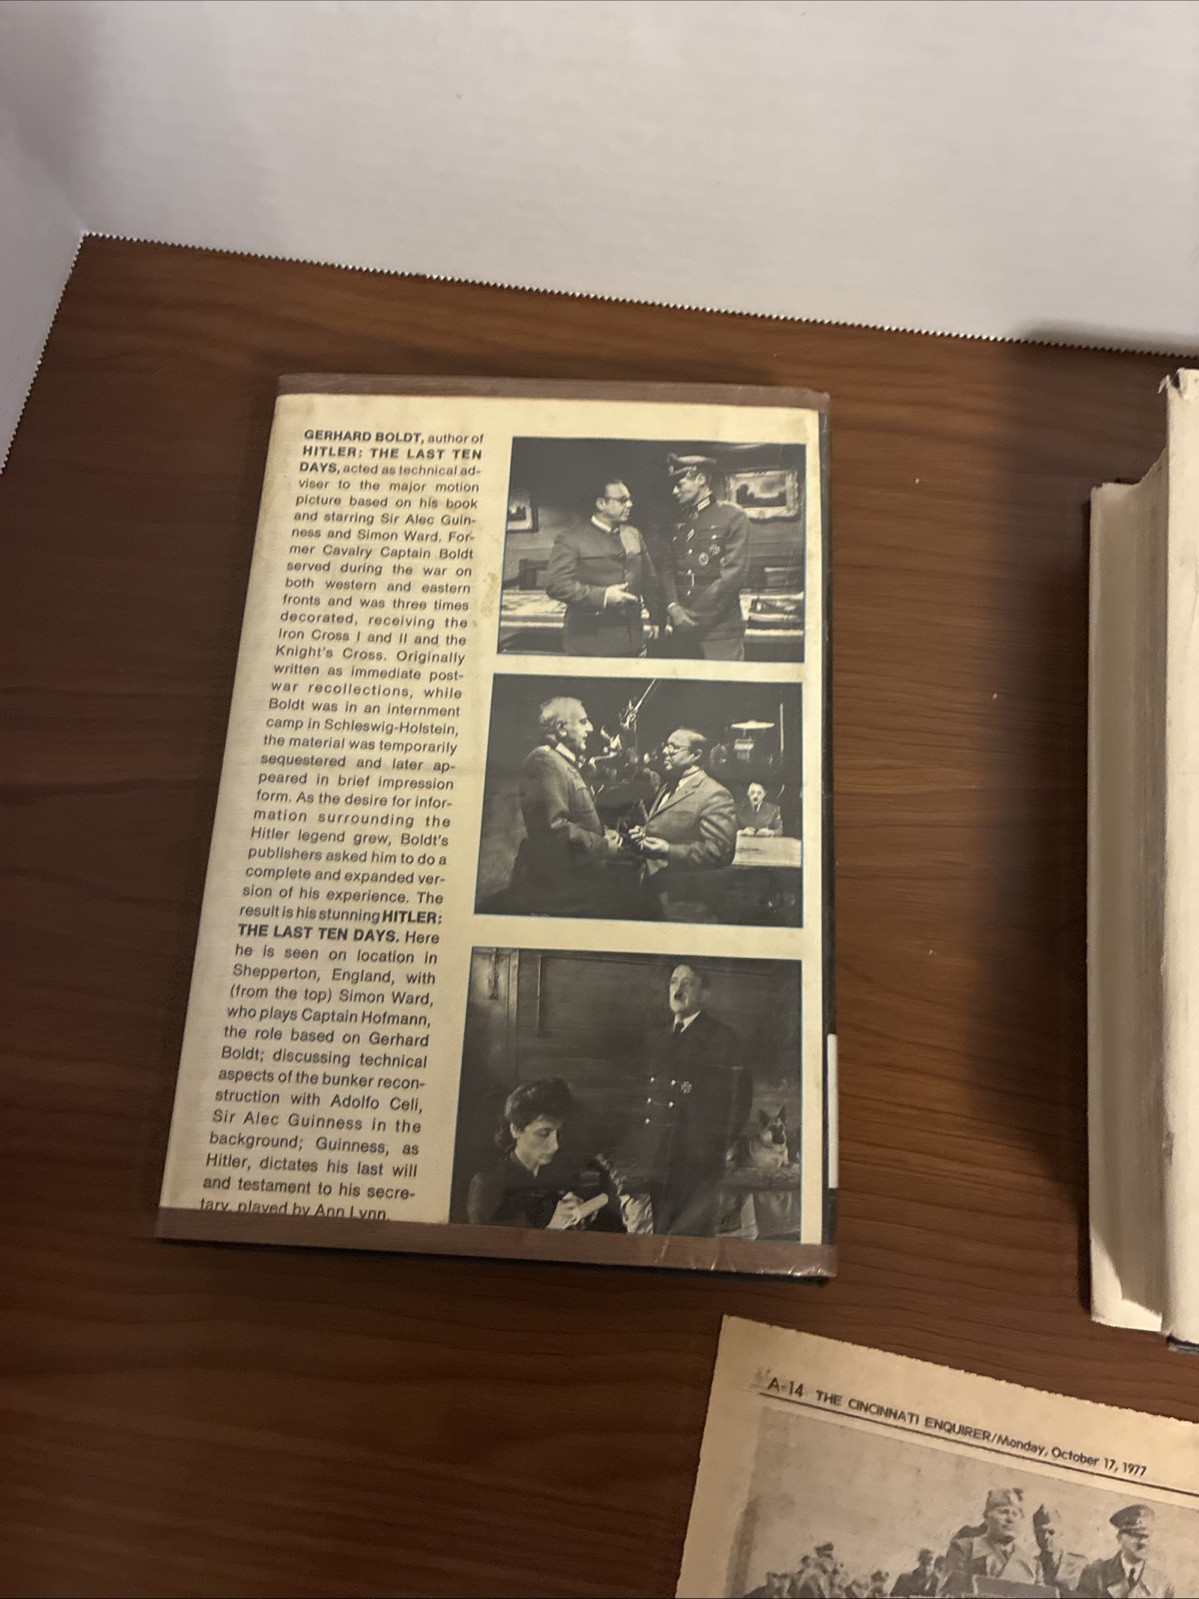 GERHARD BOLDT, author of
HITLER: THE LAST TEN
DAYS, acted as technical ad-
viser to the major motion
picture based on his book
and starring Sir Alec Guin-
ness and Simon Ward. For-
mer Cavalry Captain Boldt
served during the war on
both western and eastern
fronts and was three times
decorated, receiving the
Iron Cross I and II and the
Knight's Cross. Originally
written as immediate post-
war recollections, while
Boldt was in an internment
camp in Schleswig-Holstein,
the material was temporarily
sequestered and later ap-
peared in brief impression
form. As the desire for infor-
mation surrounding the
Hitler legend grew, Boldt's
publishers asked him to do a
complete and expanded ver-
sion of his experience. The
result is his stunning HITLER:
THE LAST TEN DAYS. Here
he is seen on location in
Shepperton, England, with
(from the top) Simon Ward,
who plays Captain Hofmann,
the role based on Gerhard
Boldt; discussing technical
aspects of the bunker recon-
struction with Adolfo Celi,
Sir Alec Guinness in the
background; Guinness, as
Hitler, dictates his last will
and testament to his secre-
tary, played by Ann Lynn.
A-14 THE CINCINNATI ENQUIRER/Monday, October 17, 1977